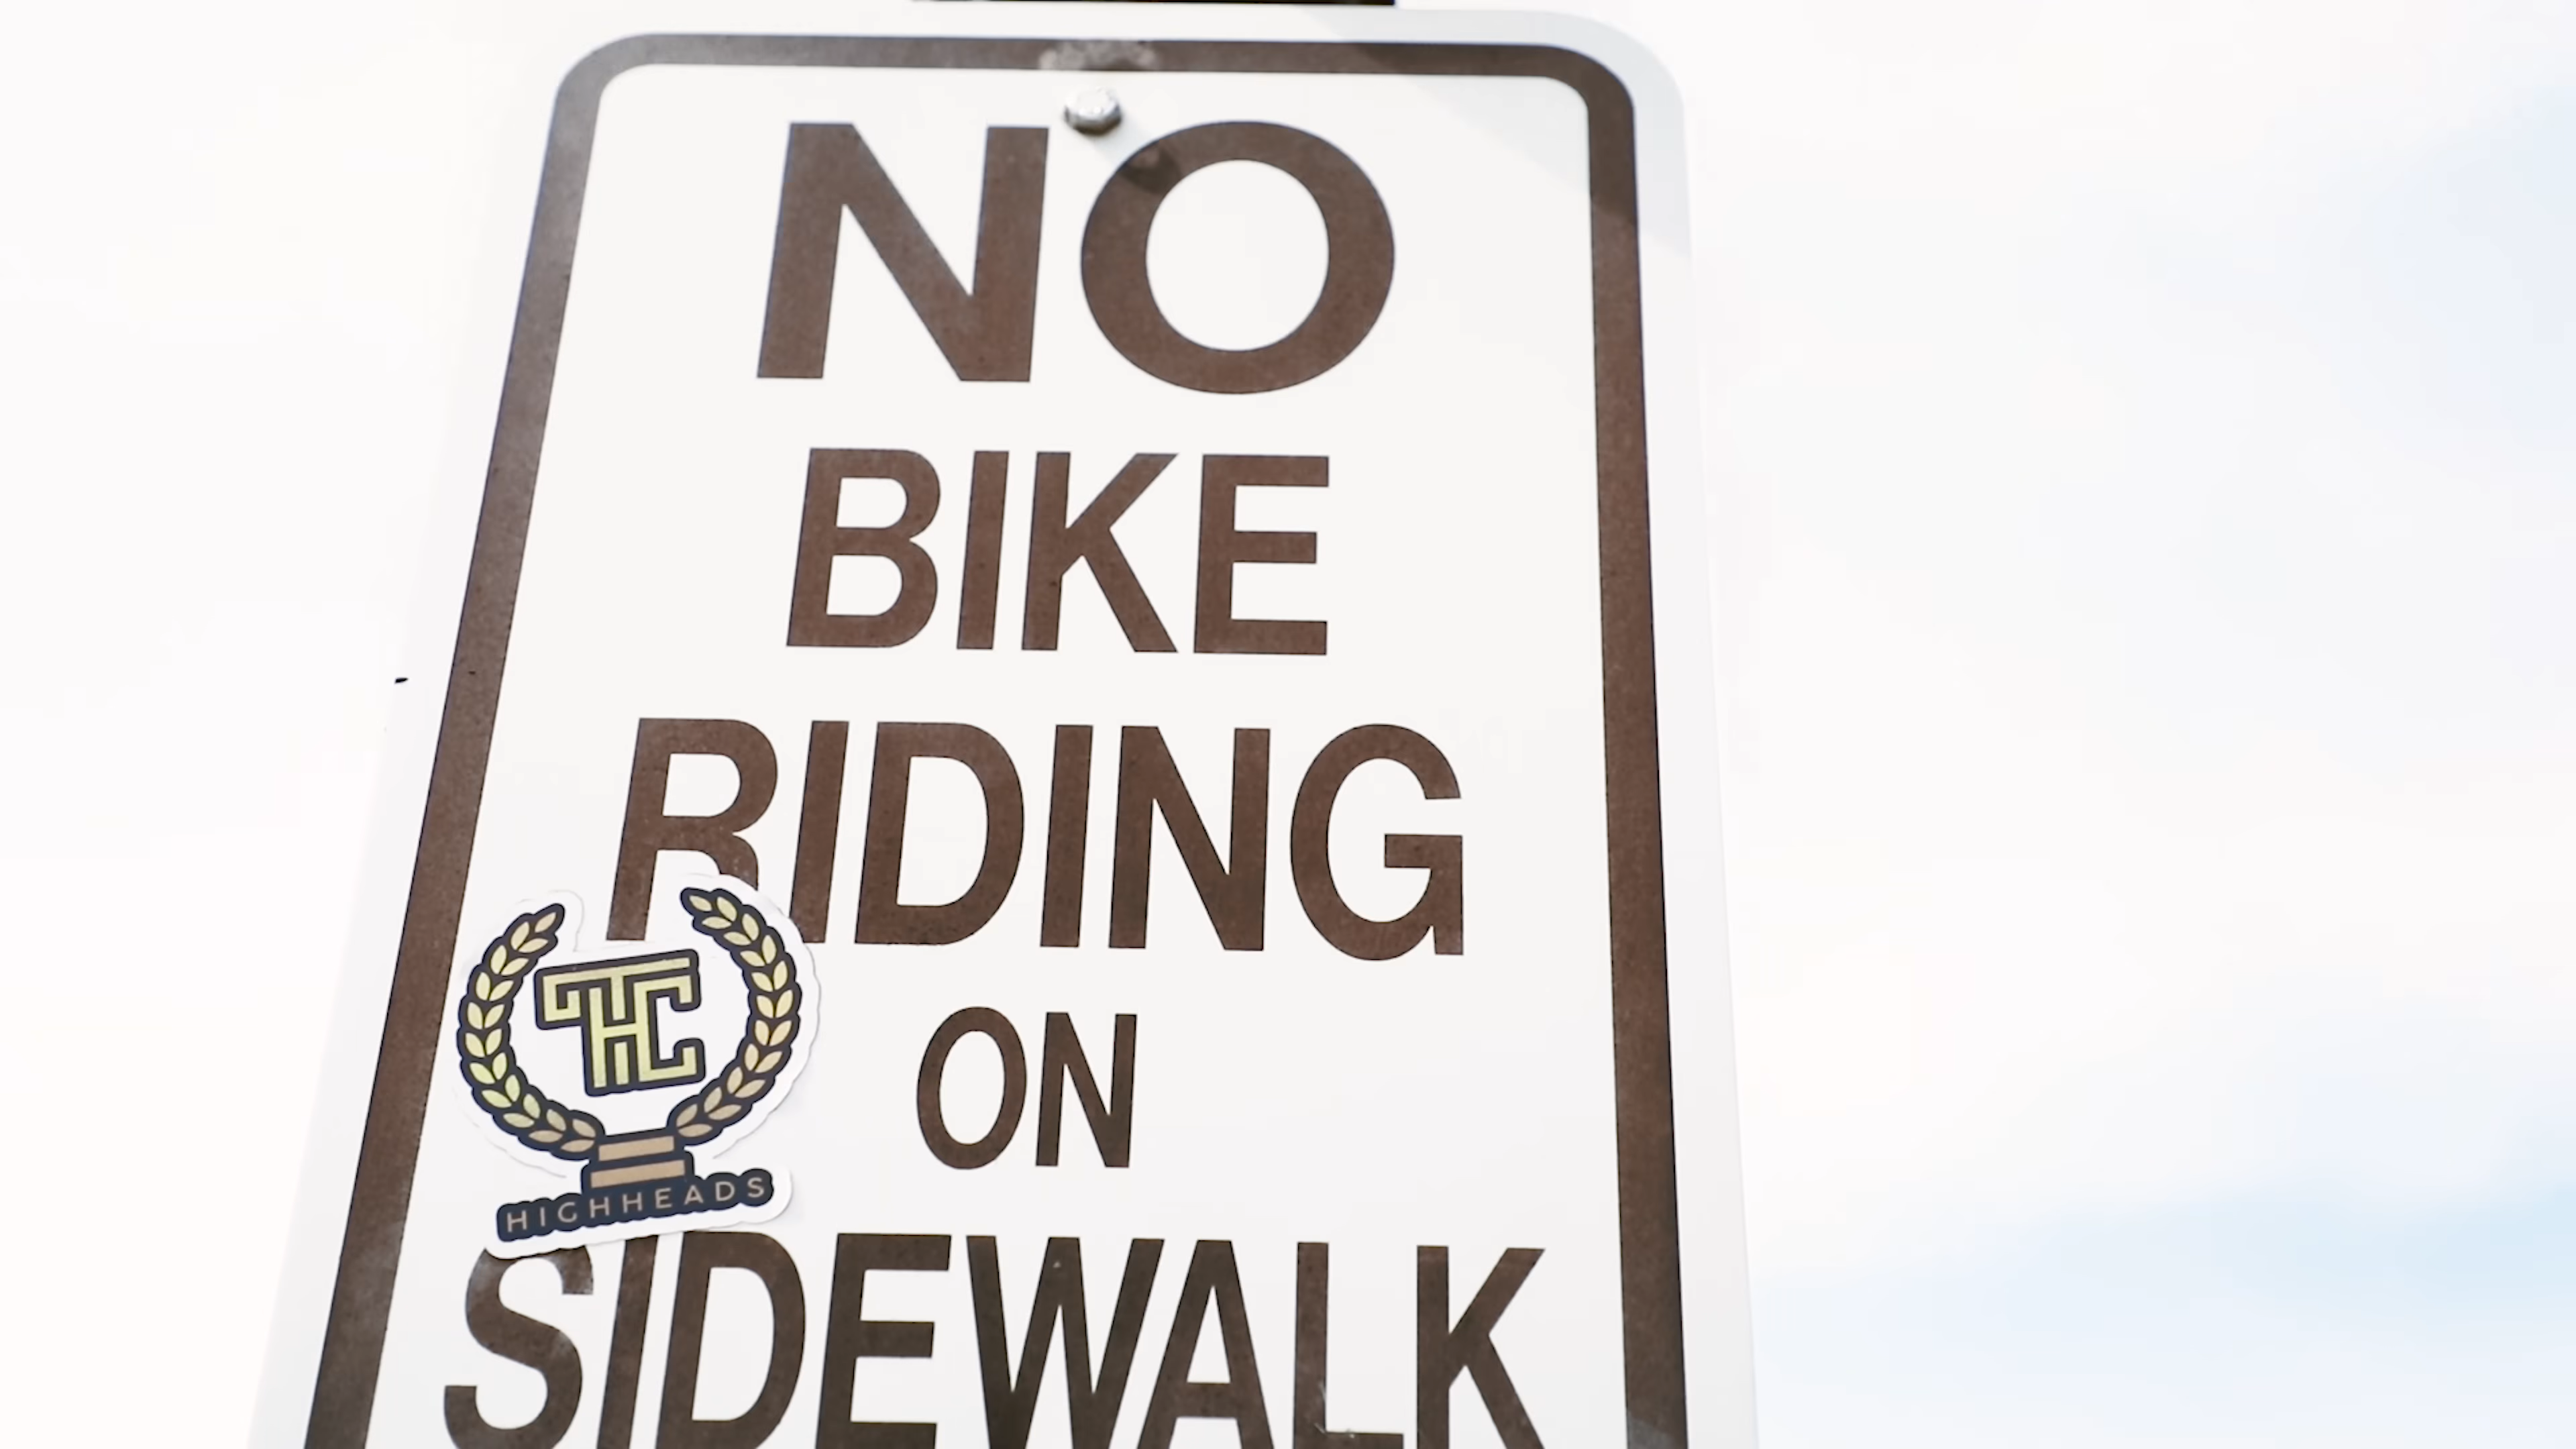 NO
BIKE
RIDING
ON
THC
HIGHHEADS
SIDEWALK